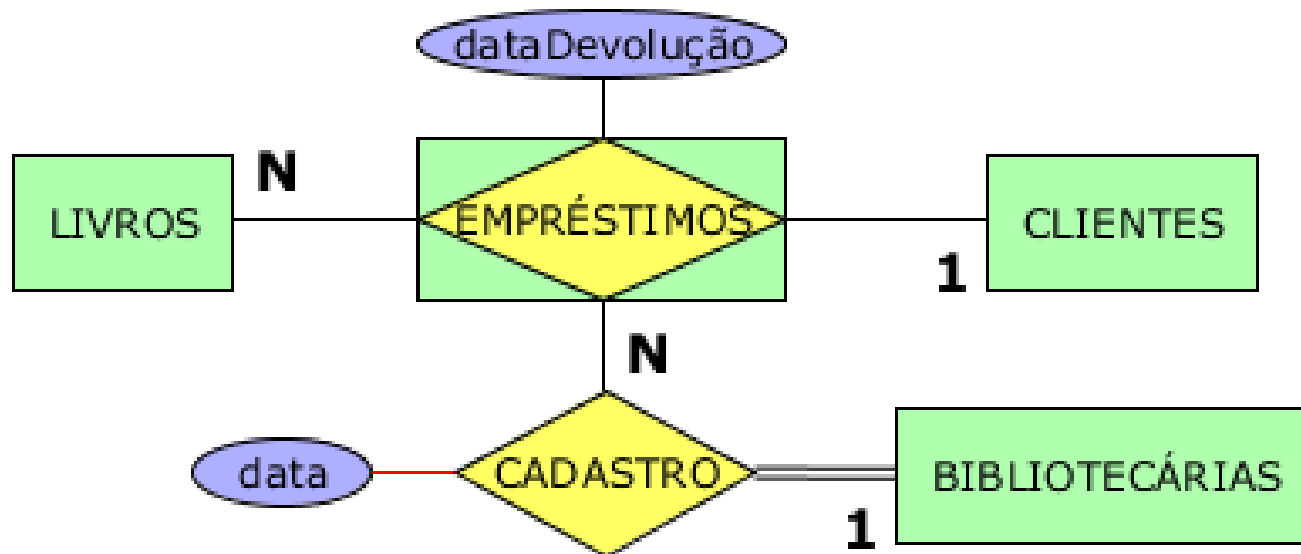 dataDevolução
N
LIVROS
EMPRÉSTIMOS
CLIENTES
1
N
data
CADASTRO
BIBLIOTECÁRIAS
1